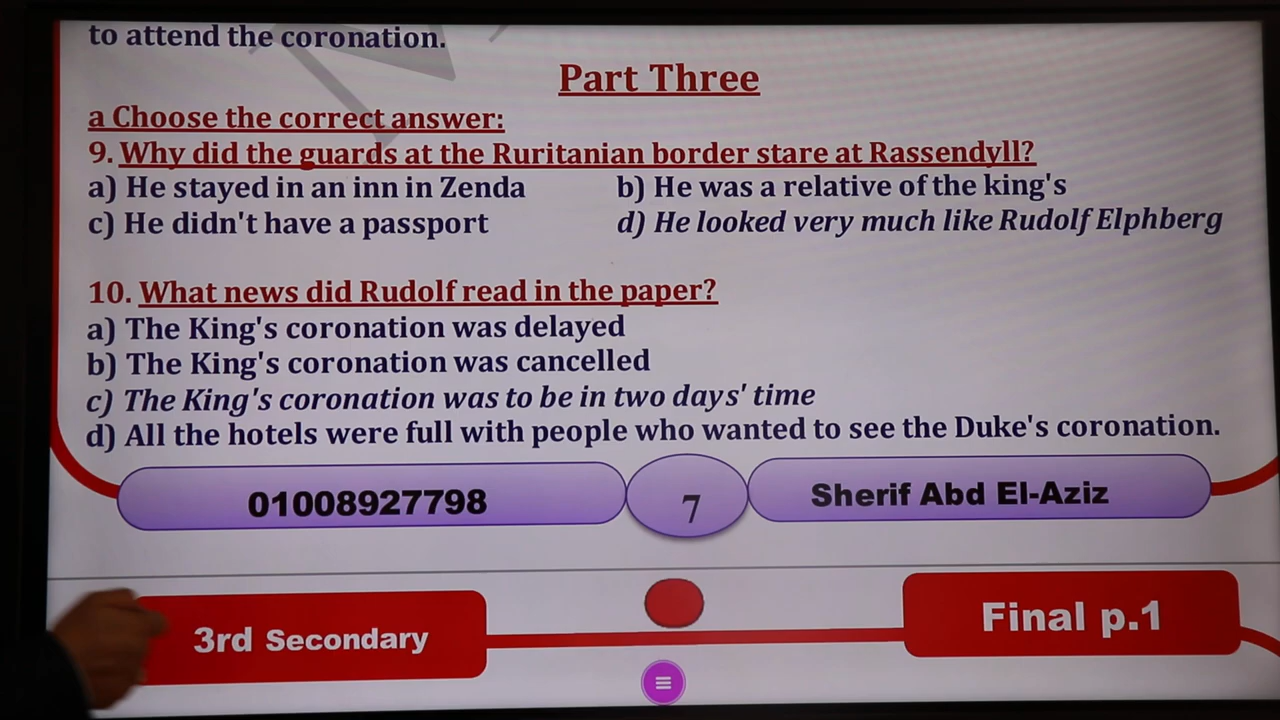 to attend the coronation.
Part Three
a Choose the correct answer:
9. Why did the guards at the Ruritanian border stare at Rassendyll?
a) He stayed in an inn in Zenda b) He was a relative of the king's
c) He didn't have a passport d) He looked very much like Rudolf Elphberg
10. What news did Rudolf read in the paper?
a) The King's coronation was delayed
b) The King's coronation was cancelled
c) The King's coronation was to be in two days' time
d) All the hotels were full with people who wanted to see the Duke's coronation.
01008927798 7 Sherif Abd El-Aziz
3rd Secondary Final p.1